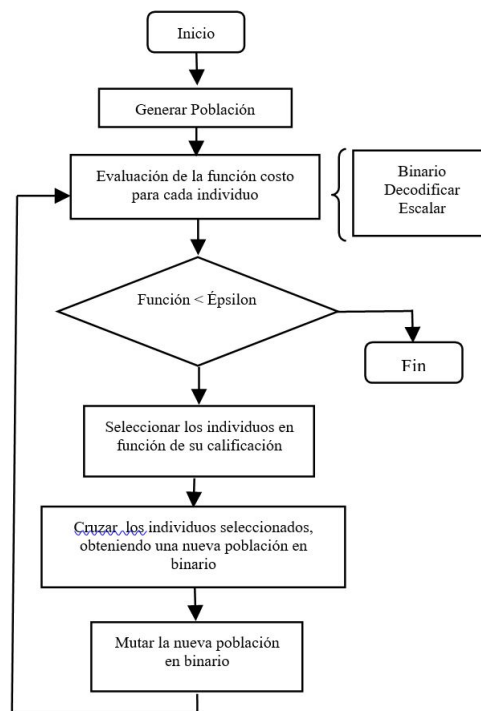 Inicio
Generar Población
Evaluación de la función costo
para cada individuo
Binario
Decodificar
Escalar
Función < Épsilon
Fin
Seleccionar los individuos en
función de su calificación
Cruzar los individuos seleccionados,
obteniendo una nueva población en
binario
Mutar la nueva población
en binario